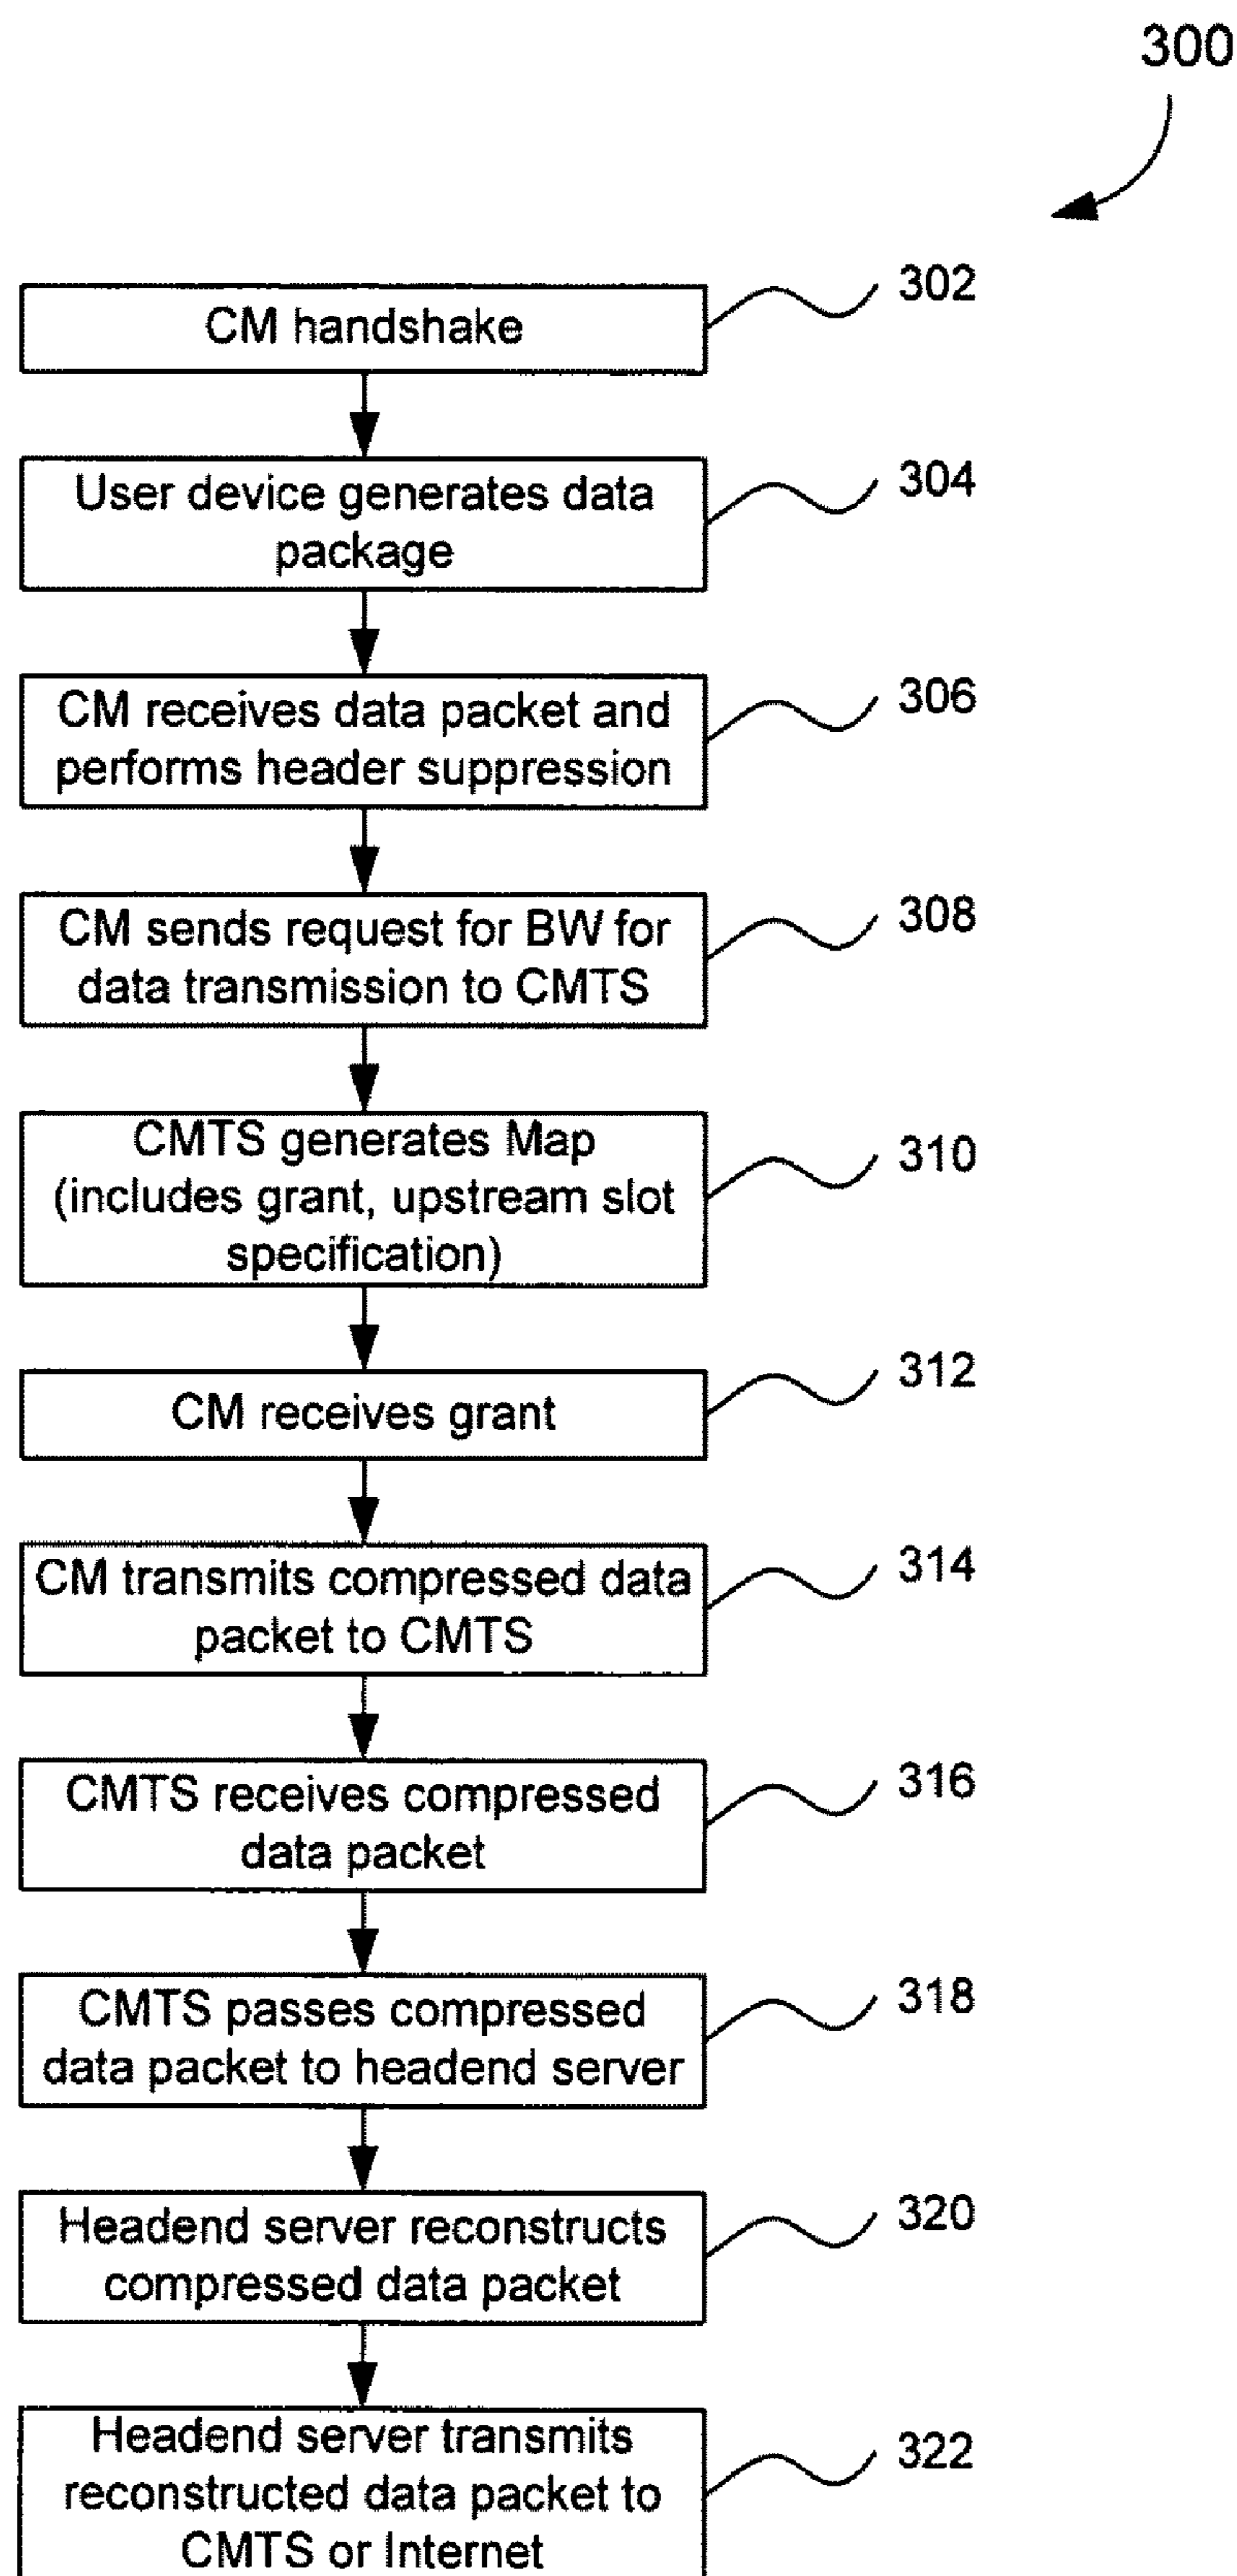 300
CM handshake
302
User device generates data
package
304
CM receives data packet and
performs header suppression
306
CM sends request for BW for
data transmission to CMTS
308
CMTS generates Map
(includes grant, upstream slot
specification)
310
CM receives grant
312
CM transmits compressed data
packet to CMTS
314
CMTS receives compressed
data packet
316
CMTS passes compressed
data packet to headend server
318
Headend server reconstructs
compressed data packet
320
Headend server transmits
reconstructed data packet to
CMTS or Internet
322